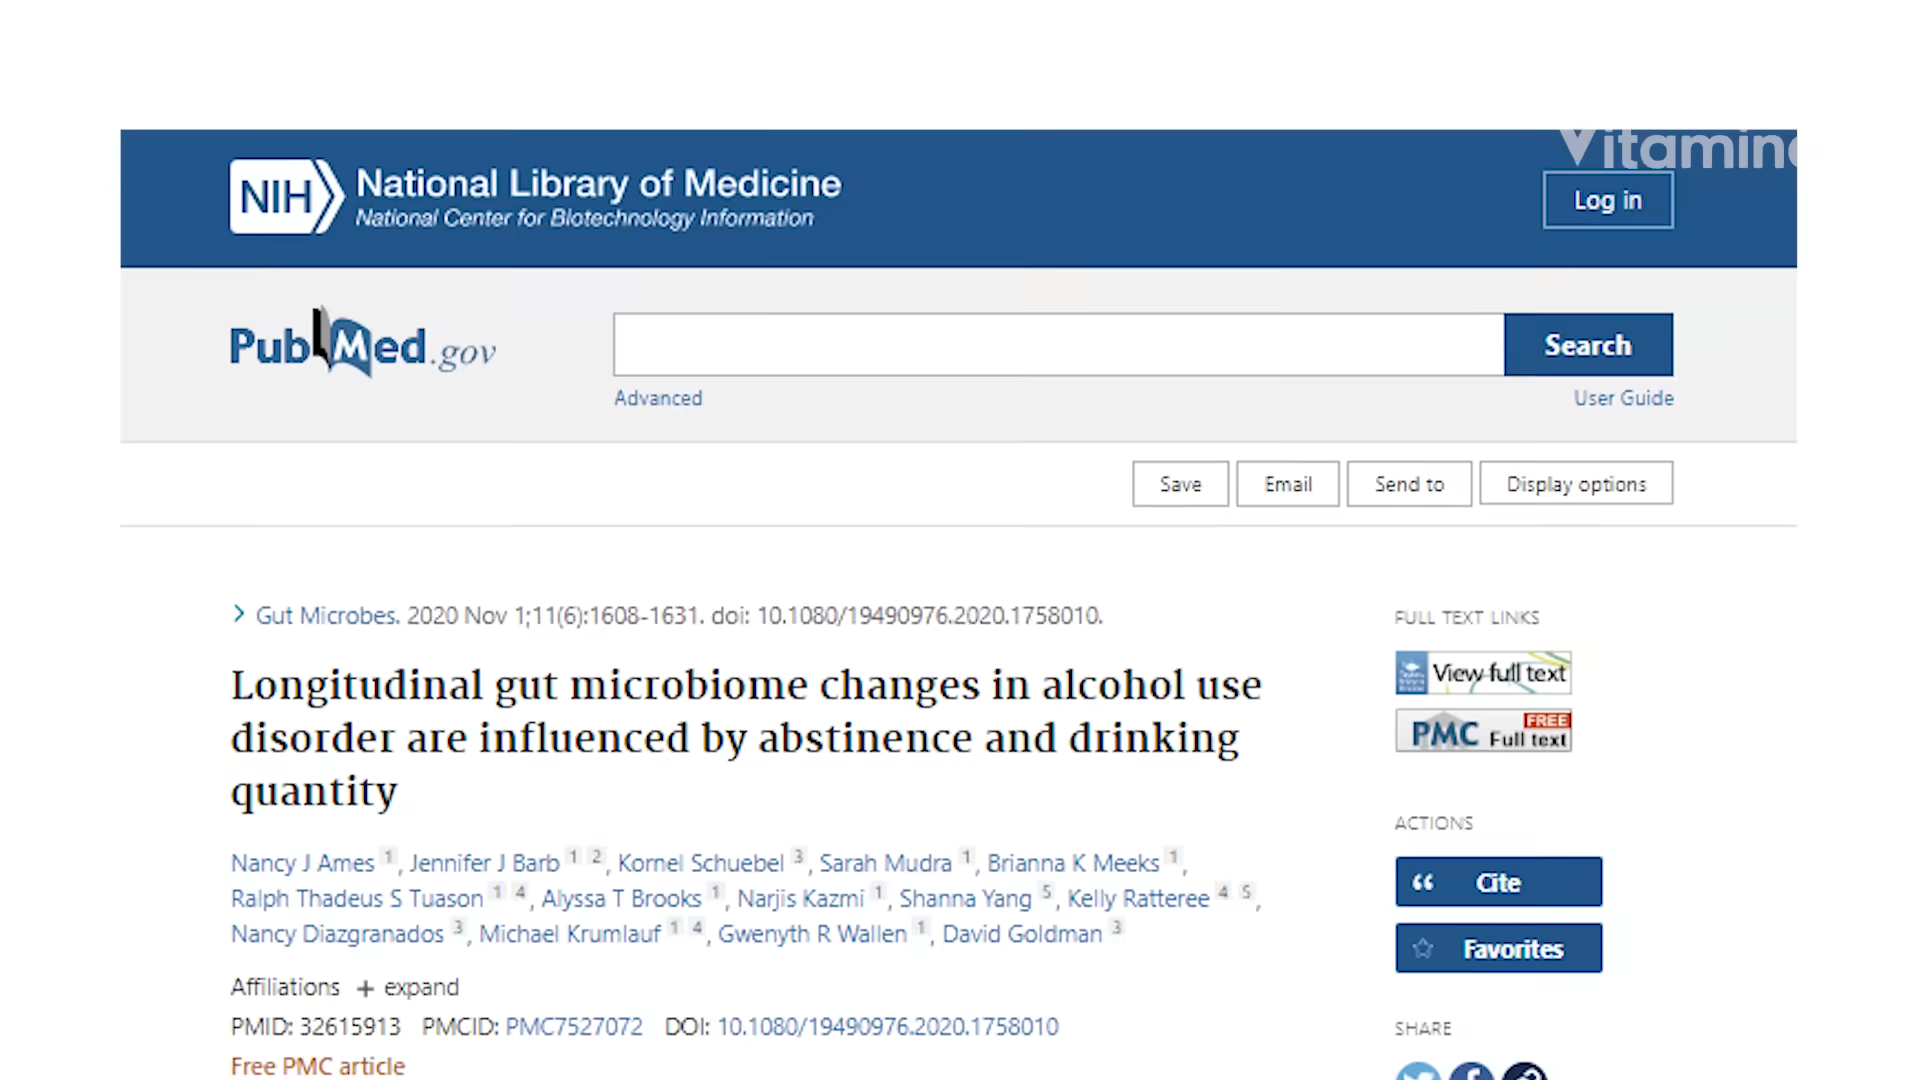 Vitamin
NIH National Library of Medicine
National Center for Biotechnology Information
Log in
PubMed.gov
Search
Advanced
User Guide
Save Email Send to Display options
Gut Microbes. 2020 Nov 1;11(6):1608-1631. doi: 10.1080/19490976.2020.1758010.
Longitudinal gut microbiome changes in alcohol use
disorder are influenced by abstinence and drinking
quantity
Nancy J Ames 1, Jennifer J Barb 1 2, Kornel Schuebel 3, Sarah Mudra 1, Brianna K Meeks 1,
Ralph Thadeus S Tuason 1 4, Alyssa T Brooks 1, Narjis Kazmi 1, Shanna Yang 5, Kelly Ratteree 4 5,
Nancy Diazgranados 3, Michael Krumlauf 1 4, Gwenyth R Wallen 1, David Goldman 3
Affiliations + expand
PMID: 32615913 PMCID: PMC7527072 DOI: 10.1080/19490976.2020.1758010
Free PMC article
FULL TEXT LINKS
View full text
PMC FREE Full text
ACTIONS
Cite
Favorites
SHARE